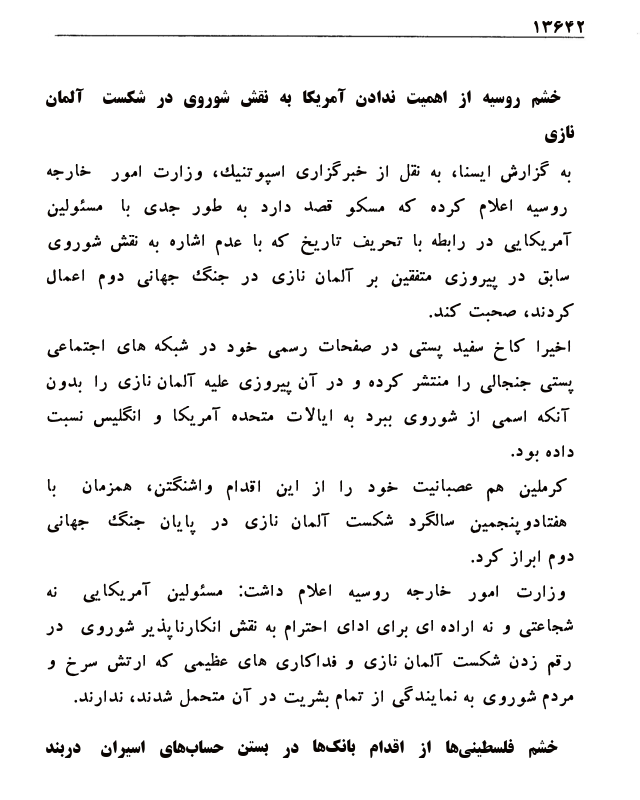 ۱۳۶۴۲
خشم روسیه از اهمیت ندادن آمریکا به نقش شوروی در شکست آلمان
نازی
به گزارش ایسنا، به نقل از خبرگزاری اسپوتنیك، وزارت امور خارجه
روسیه اعلام کرده که مسکو قصد دارد به طور جدی با مسئولین
آمریکایی در رابطه با تحریف تاریخ که با عدم اشاره به نقش شوروی
سابق در پیروزی متفقین بر آلمان نازی در جنگ جهانی دوم اعمال
کردند، صحبت کند.
اخیرا کاخ سفید پستی در صفحات رسمی خود در شبکه های اجتماعی
پستی جنجالی را منتشر کرده و در آن پیروزی علیه آلمان نازی را بدون
آنکه اسمی از شوروی ببرد به ایالات متحده آمریکا و انگلیس نسبت
داده بود.
کرملین هم عصبانیت خود را از این اقدام واشنگتن، همزمان با
هفتادوپنجمین سالگرد شکست آلمان نازی در پایان جنگ جهانی
دوم ابراز کرد.
وزارت امور خارجه روسیه اعلام داشت: مسئولین آمریکایی نه
شجاعتی و نه اراده ای برای ادای احترام به نقش انکارناپذیر شوروی در
رقم زدن شکست آلمان نازی و فداکاری های عظیمی که ارتش سرخ و
مردم شوروی به نمایندگی از تمام بشریت در آن متحمل شدند، ندارند.
خشم فلسطینی‌ها از اقدام بانک‌ها در بستن حساب‌های اسیران دربند